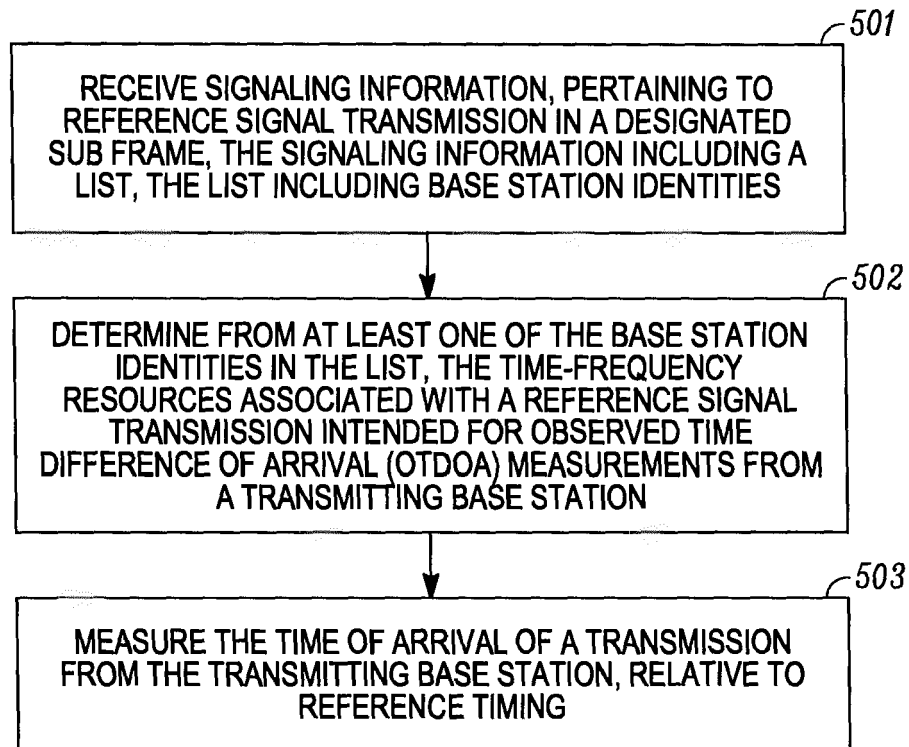 501
RECEIVE SIGNALING INFORMATION, PERTAINING TO
REFERENCE SIGNAL TRANSMISSION IN A DESIGNATED
SUB FRAME, THE SIGNALING INFORMATION INCLUDING A
LIST, THE LIST INCLUDING BASE STATION IDENTITIES
502
DETERMINE FROM AT LEAST ONE OF THE BASE STATION
IDENTITIES IN THE LIST, THE TIME-FREQUENCY
RESOURCES ASSOCIATED WITH A REFERENCE SIGNAL
TRANSMISSION INTENDED FOR OBSERVED TIME
DIFFERENCE OF ARRIVAL (OTDOA) MEASUREMENTS FROM
A TRANSMITTING BASE STATION
503
MEASURE THE TIME OF ARRIVAL OF A TRANSMISSION
FROM THE TRANSMITTING BASE STATION, RELATIVE TO
REFERENCE TIMING